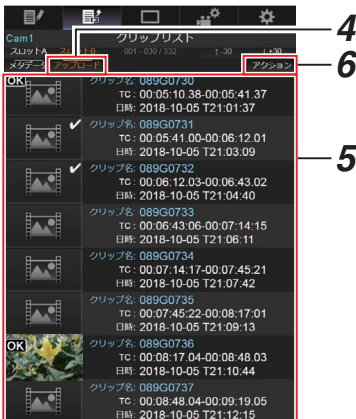 Cam1 クリップリスト
スロットA スロットB 001 - 030 / 332 ↑-30 ↓+30
メタデータ アップロード アクション
4
6
5
OK クリップ名: 089G0730
TC : 00:05:10.38-00:05:41.37
日時: 2018-10-05 T21:01:37
クリップ名: 089G0731
TC : 00:05:41.00-00:06:12.01
日時: 2018-10-05 T21:03:09
クリップ名: 089G0732
TC : 00:06:12.03-00:06:43.02
日時: 2018-10-05 T21:04:40
クリップ名: 089G0733
TC : 00:06:43.06-00:07:14:15
日時: 2018-10-05 T21:06:11
クリップ名: 089G0734
TC : 00:07:14.17-00:07:45.21
日時: 2018-10-05 T21:07:42
クリップ名: 089G0735
TC : 00:07:45:22-00:08:17:01
日時: 2018-10-05 T21:09:13
OK クリップ名: 089G0736
TC : 00:08:17.04-00:08:48.03
日時: 2018-10-05 T21:10:44
クリップ名: 089G0737
TC : 00:08:48.04-00:09:19.05
日時: 2018-10-05 T21:12:15